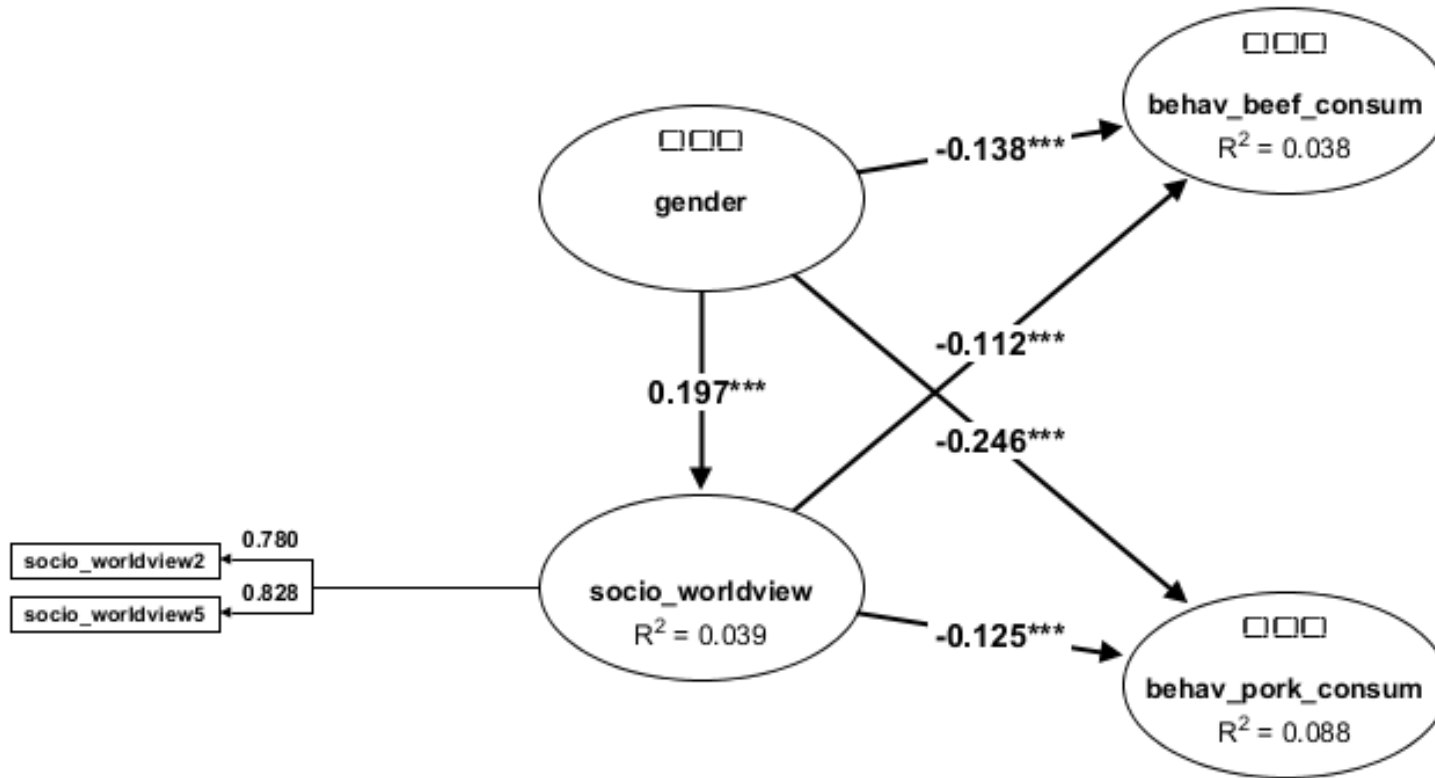 behav_beef_consum
R² = 0.038
gender
-0.138***
-0.112***
0.197***
-0.246***
socio_worldview2
0.780
socio_worldview5
0.828
socio_worldview
R² = 0.039
-0.125***
behav_pork_consum
R² = 0.088